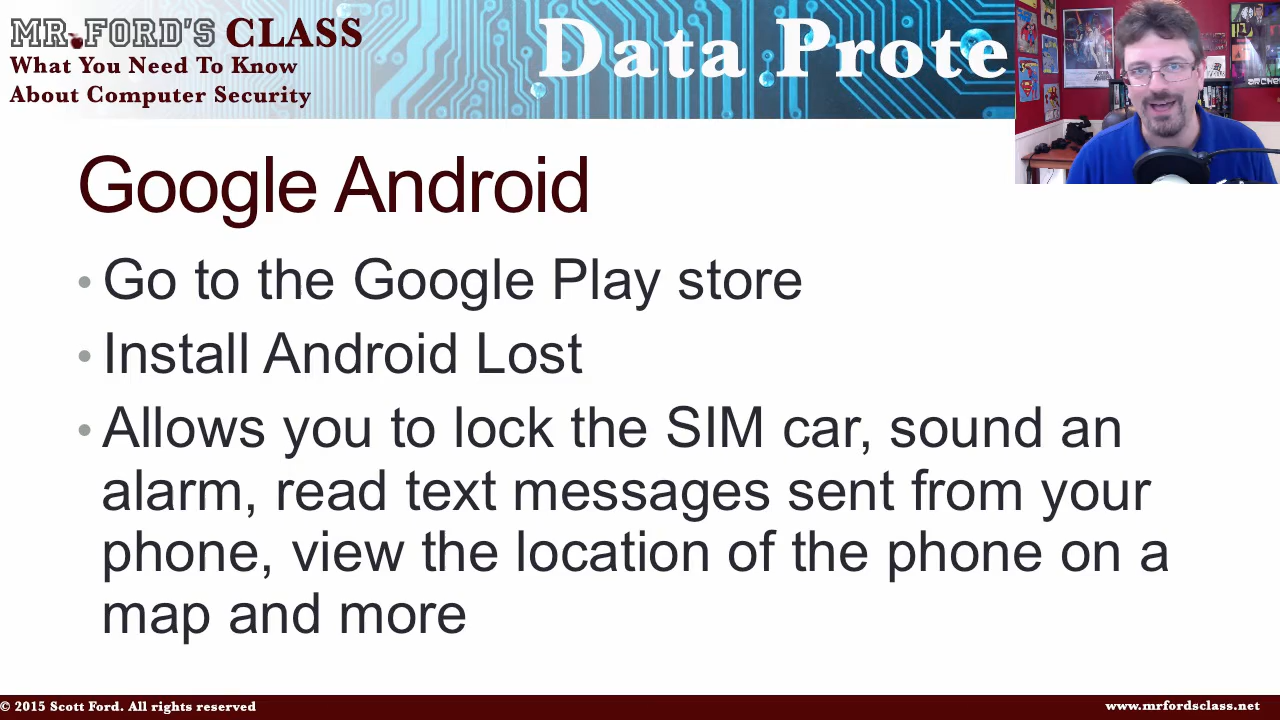 MR. FORD'S CLASS
What You Need To Know
About Computer Security
Data Prote
Google Android
• Go to the Google Play store
• Install Android Lost
• Allows you to lock the SIM car, sound an
alarm, read text messages sent from your
phone, view the location of the phone on a
map and more
© 2015 Scott Ford. All rights reserved
www.mrfordsclass.net